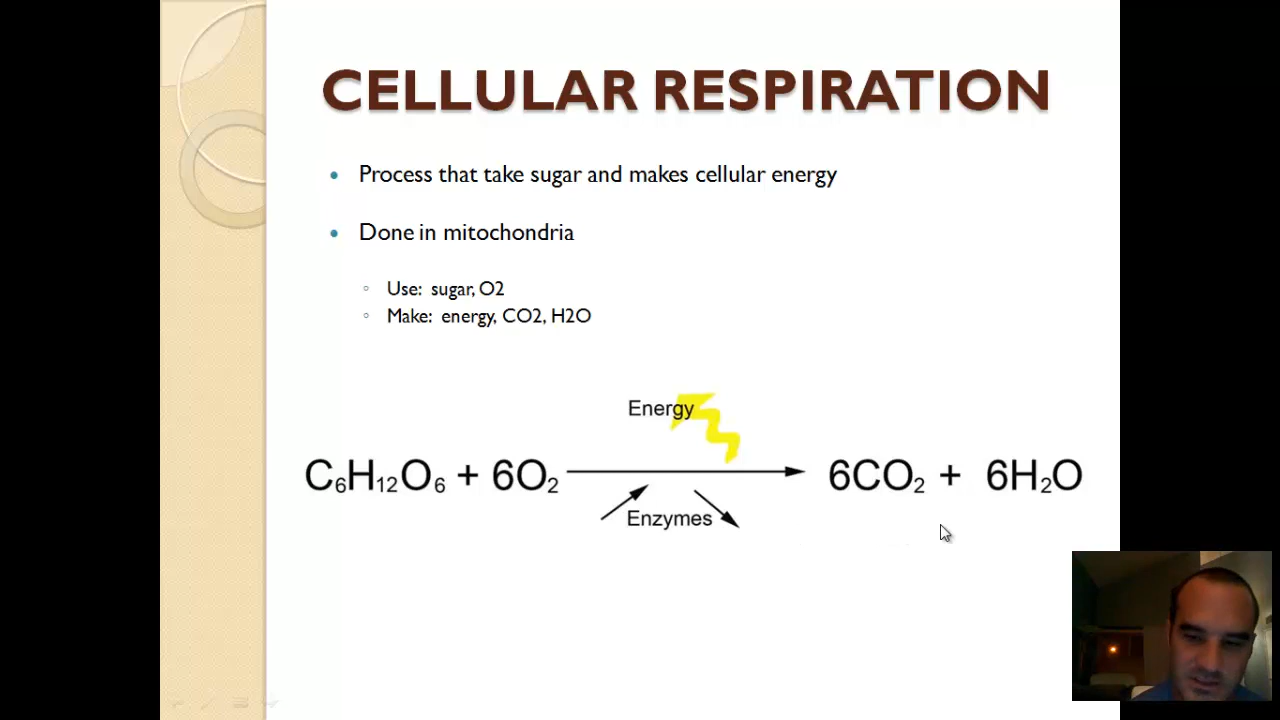 CELLULAR RESPIRATION
Process that take sugar and makes cellular energy
Done in mitochondria
Use: sugar, O2
Make: energy, CO2, H2O
Energy
C₆H₁₂O₆ + 6O₂ 6CO₂ + 6H₂O
Enzymes